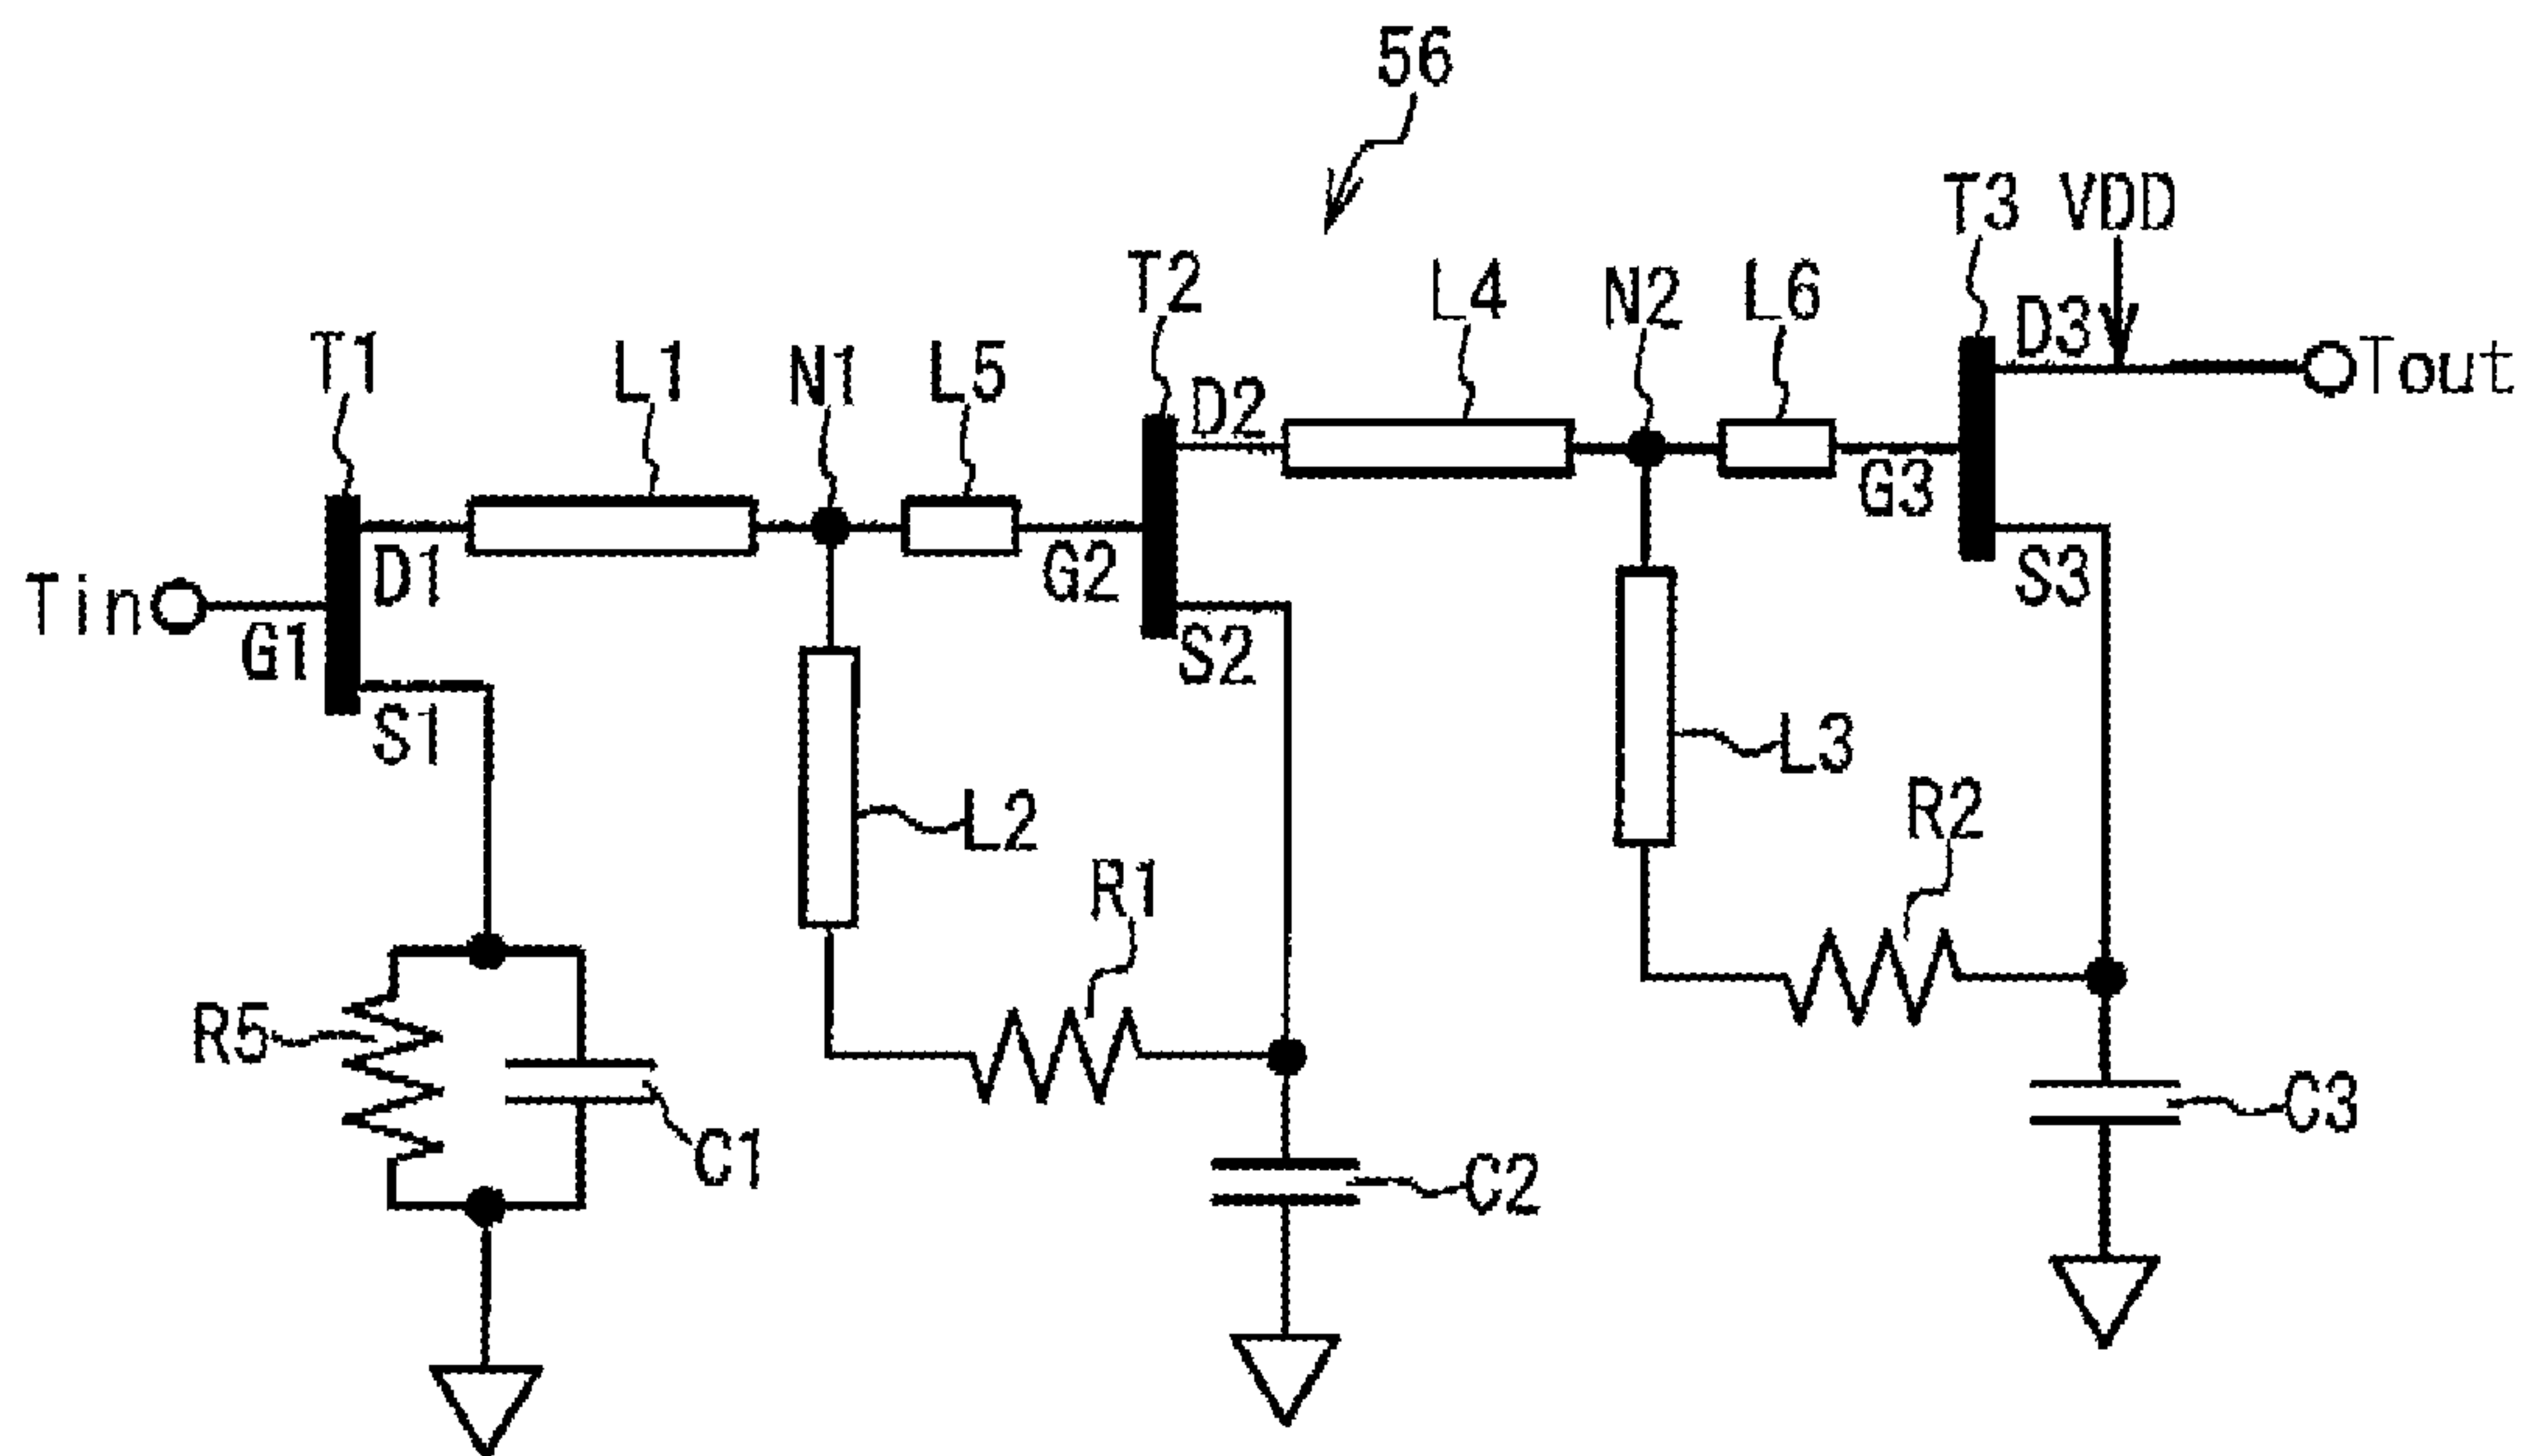 56
T3 VDD
T2 L4 N2 L6 D3
T1 L1 N1 L5 D2 Tout
G3
D1 G2 S3
Tin G1 S2
S1 L3
L2 R2
R1
R5 C3
C1 C2